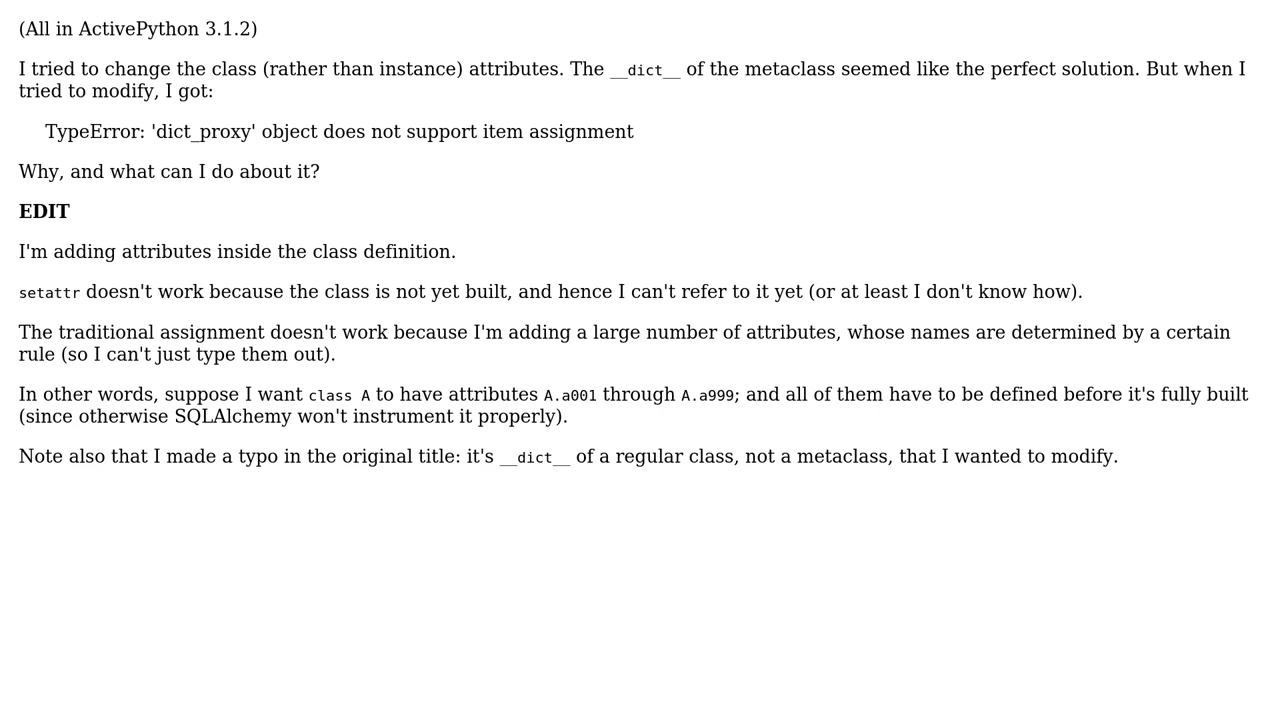 (All in ActivePython 3.1.2)
I tried to change the class (rather than instance) attributes. The __dict__ of the metaclass seemed like the perfect solution. But when I
tried to modify, I got:
TypeError: 'dict_proxy' object does not support item assignment
Why, and what can I do about it?
EDIT
I'm adding attributes inside the class definition.
setattr doesn't work because the class is not yet built, and hence I can't refer to it yet (or at least I don't know how).
The traditional assignment doesn't work because I'm adding a large number of attributes, whose names are determined by a certain
rule (so I can't just type them out).
In other words, suppose I want class A to have attributes A.a001 through A.a999; and all of them have to be defined before it's fully built
(since otherwise SQLAlchemy won't instrument it properly).
Note also that I made a typo in the original title: it's __dict__ of a regular class, not a metaclass, that I wanted to modify.